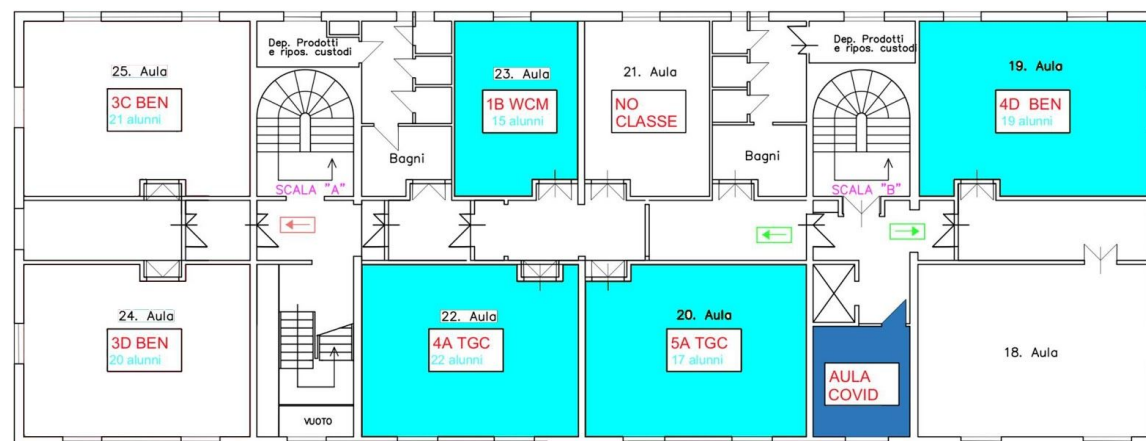 Dep. Prodotti
e ripos. custodi
25. Aula
3C BEN
21 alunni
23. Aula
1B WCM
15 alunni
21. Aula
NO
CLASSE
Dep. Prodotti
e ripos. custodi
19. Aula
4D BEN
19 alunni
Bagni
Bagni
SCALA "A"
SCALA "B"
24. Aula
3D BEN
20 alunni
22. Aula
4A TGC
22 alunni
20. Aula
5A TGC
17 alunni
18. Aula
AULA
COVID
VUOTO